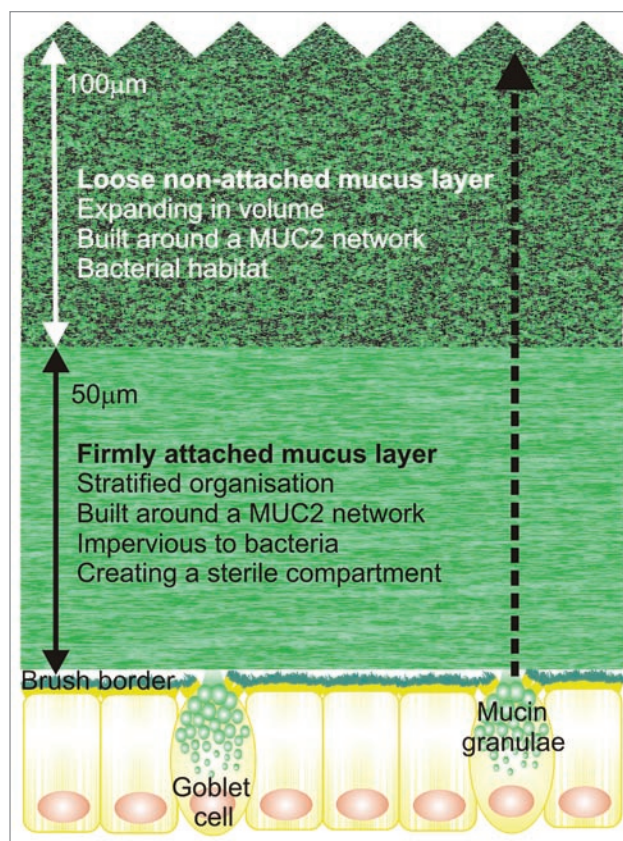 100μm
Loose non-attached mucus layer
Expanding in volume
Built around a MUC2 network
Bacterial habitat
50μm
Firmly attached mucus layer
Stratified organisation
Built around a MUC2 network
Impervious to bacteria
Creating a sterile compartment
Brush border
Mucin
granulae
Goblet
cell